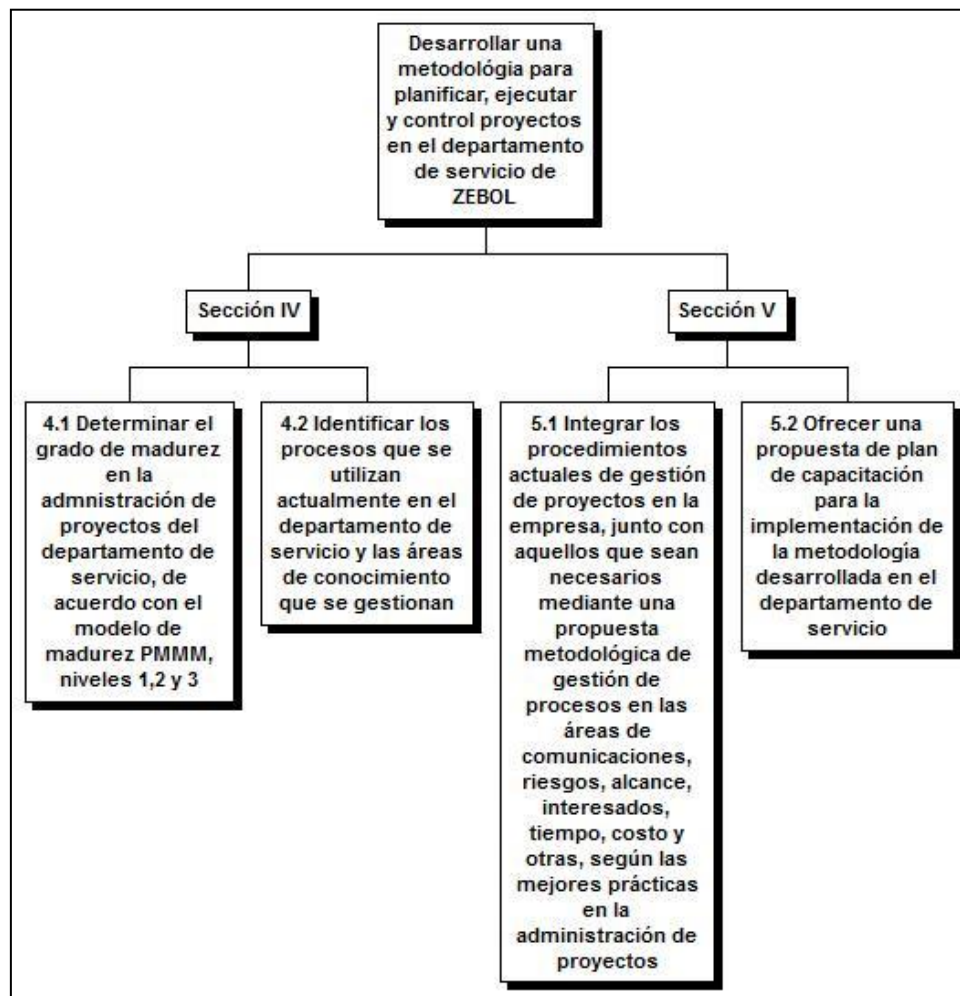 Desarrollar una
metodológia para
planificar, ejecutar
y control proyectos
en el departamento
de servicio de
ZEBOL
Sección IV
Sección V
4.1 Determinar el
grado de madurez
en la
admnistración de
proyectos del
departamento de
servicio, de
acuerdo con el
modelo de
madurez PMMM,
niveles 1,2 y 3
4.2 Identificar los
procesos que se
utilizan
actualmente en el
departamento de
servicio y las áreas
de conocimiento
que se gestionan
5.1 Integrar los
procedimientos
actuales de gestión
de proyectos en la
empresa, junto con
aquellos que sean
necesarios
mediante una
propuesta
metodológica de
gestión de
procesos en las
áreas de
comunicaciones,
riesgos, alcance,
interesados,
tiempo, costo y
otras, según las
mejores prácticas
en la
administración de
proyectos
5.2 Ofrecer una
propuesta de plan
de capacitación
para la
implementación de
la metodología
desarrollada en el
departamento de
servicio